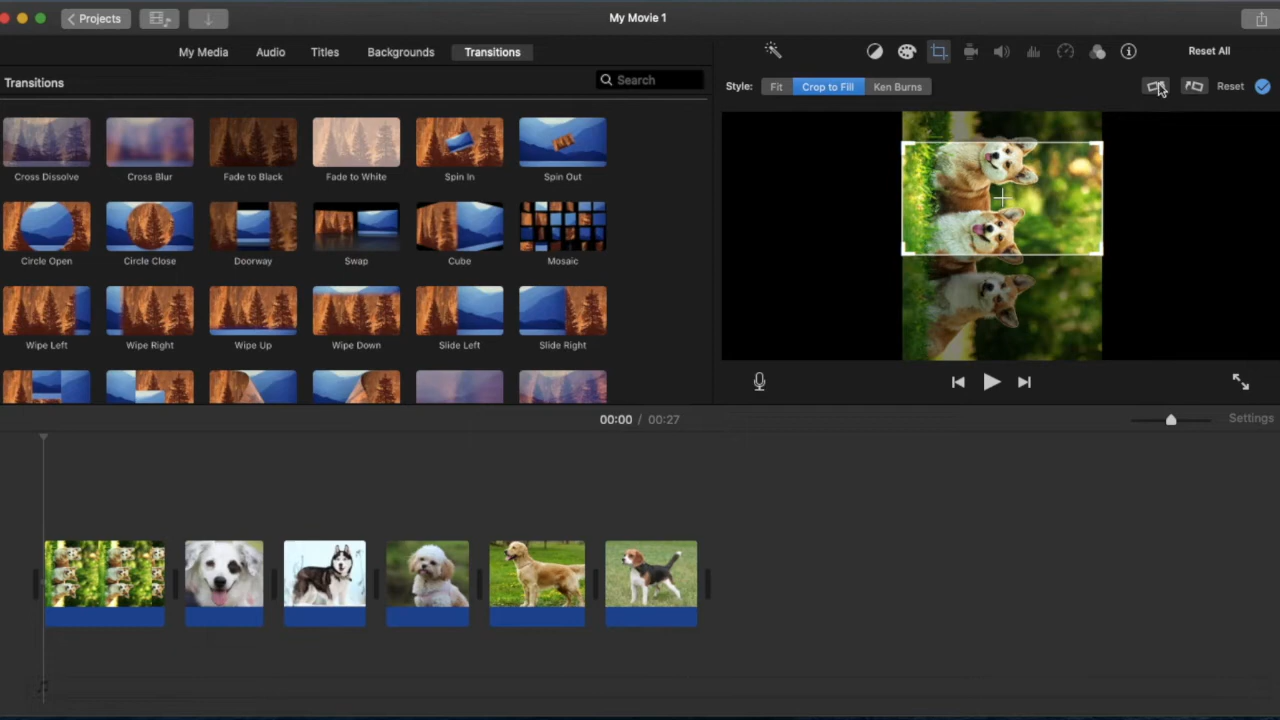 Projects
My Movie 1
My Media Audio Titles Backgrounds Transitions
Reset All
Transitions
Search
Style: Fit Crop to Fill Ken Burns
Reset
Cross Dissolve Cross Blur Fade to Black Fade to White Spin In Spin Out
Circle Open Circle Close Doorway Swap Cube Mosaic
Wipe Left Wipe Right Wipe Up Wipe Down Slide Left Slide Right
00:00 / 00:27
Settings